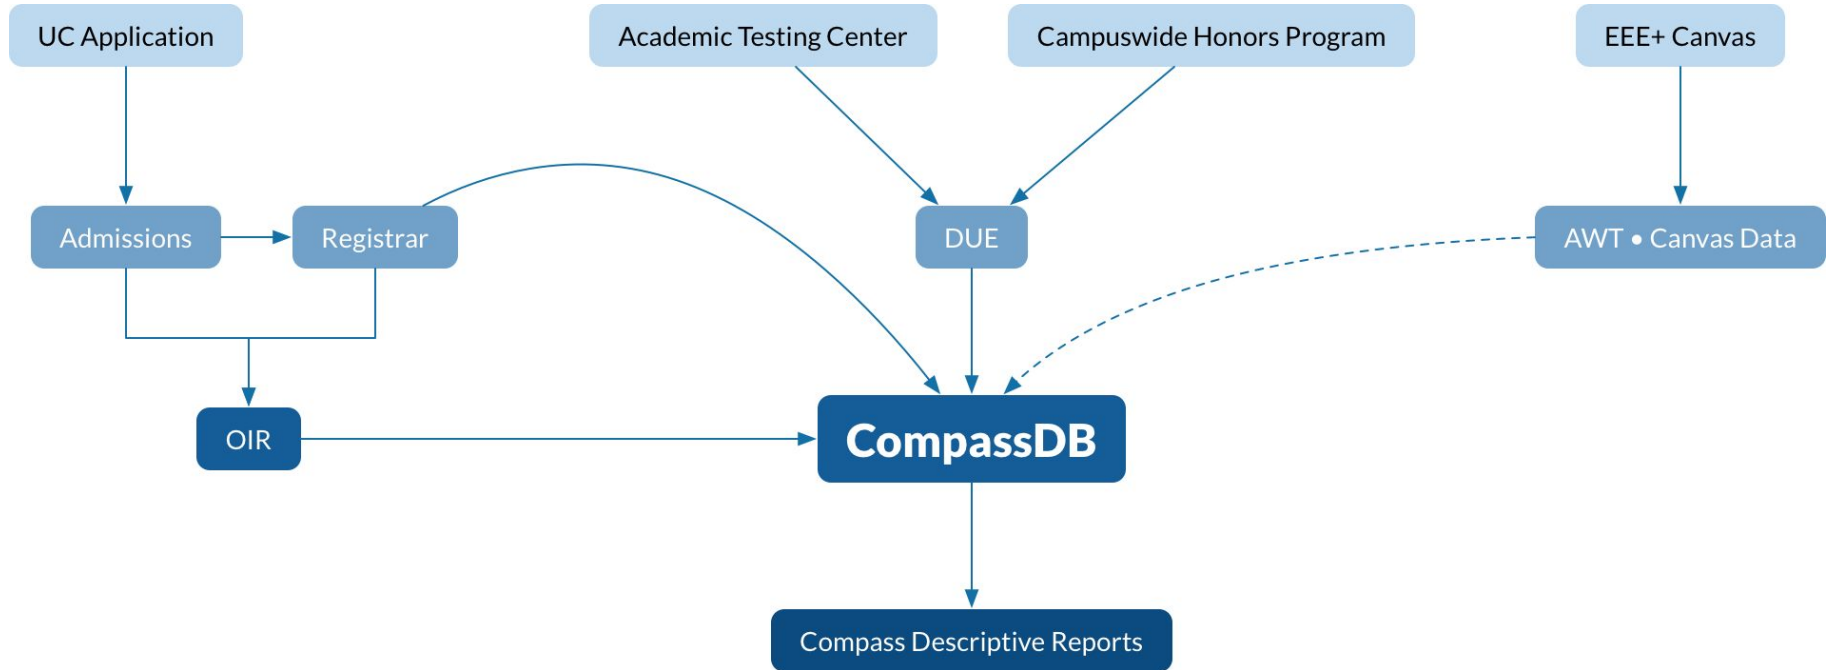 UC Application
Academic Testing Center
Campuswide Honors Program
EEE+ Canvas
Admissions
Registrar
DUE
AWT • Canvas Data
OIR
CompassDB
Compass Descriptive Reports